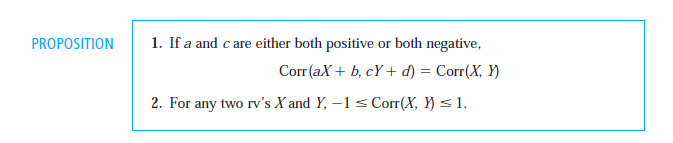 PROPOSITION
1. If a and c are either both positive or both negative,
Corr(aX + b, cY + d) = Corr(X, Y)
2. For any two rv's X and Y, −1 ≤ Corr(X, Y) ≤ 1.